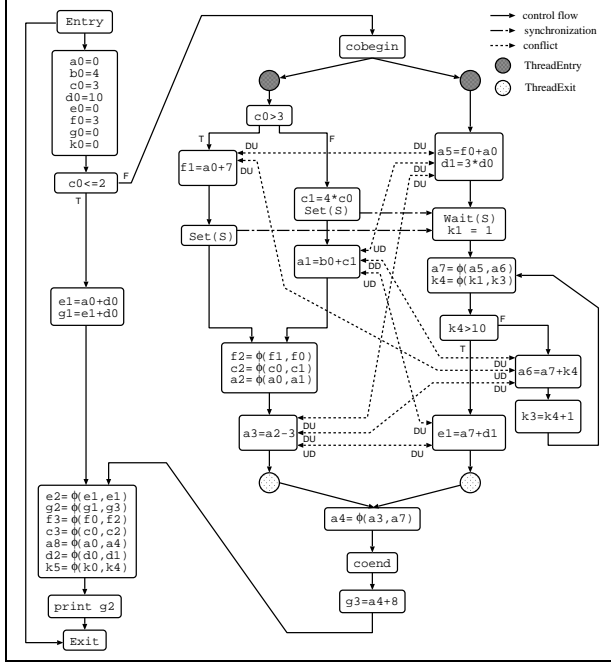 Entry
a0=0
b0=4
c0=3
d0=10
e0=0
f0=3
g0=0
k0=0
c0<=2
F
T
e1=a0+d0
g1=e1+d0
e2=ϕ(e1,e1)
g2=ϕ(g1,g3)
f3=ϕ(f0,f2)
c3=ϕ(c0,c2)
a8=ϕ(a0,a4)
d2=ϕ(d0,d1)
k5=ϕ(k0,k4)
print g2
Exit
cobegin
control flow
synchronization
conflict
ThreadEntry
ThreadExit
c0>3
T
F
f1=a0+7
DU
DU
DU
DU
DU
a5=f0+a0
d1=3*d0
c1=4*c0
Set(S)
Set(S)
Wait(S)
k1 = 1
a1=b0+c1
UD
DD
UD
a7=ϕ(a5,a6)
k4=ϕ(k1,k3)
k4>10
F
T
f2=ϕ(f1,f0)
c2=ϕ(c0,c1)
a2=ϕ(a0,a1)
DD
DU
UD
DU
a6=a7+k4
k3=k4+1
a3=a2-3
DU
DU
UD
DU
DU
e1=a7+d1
a4=ϕ(a3,a7)
coend
g3=a4+8